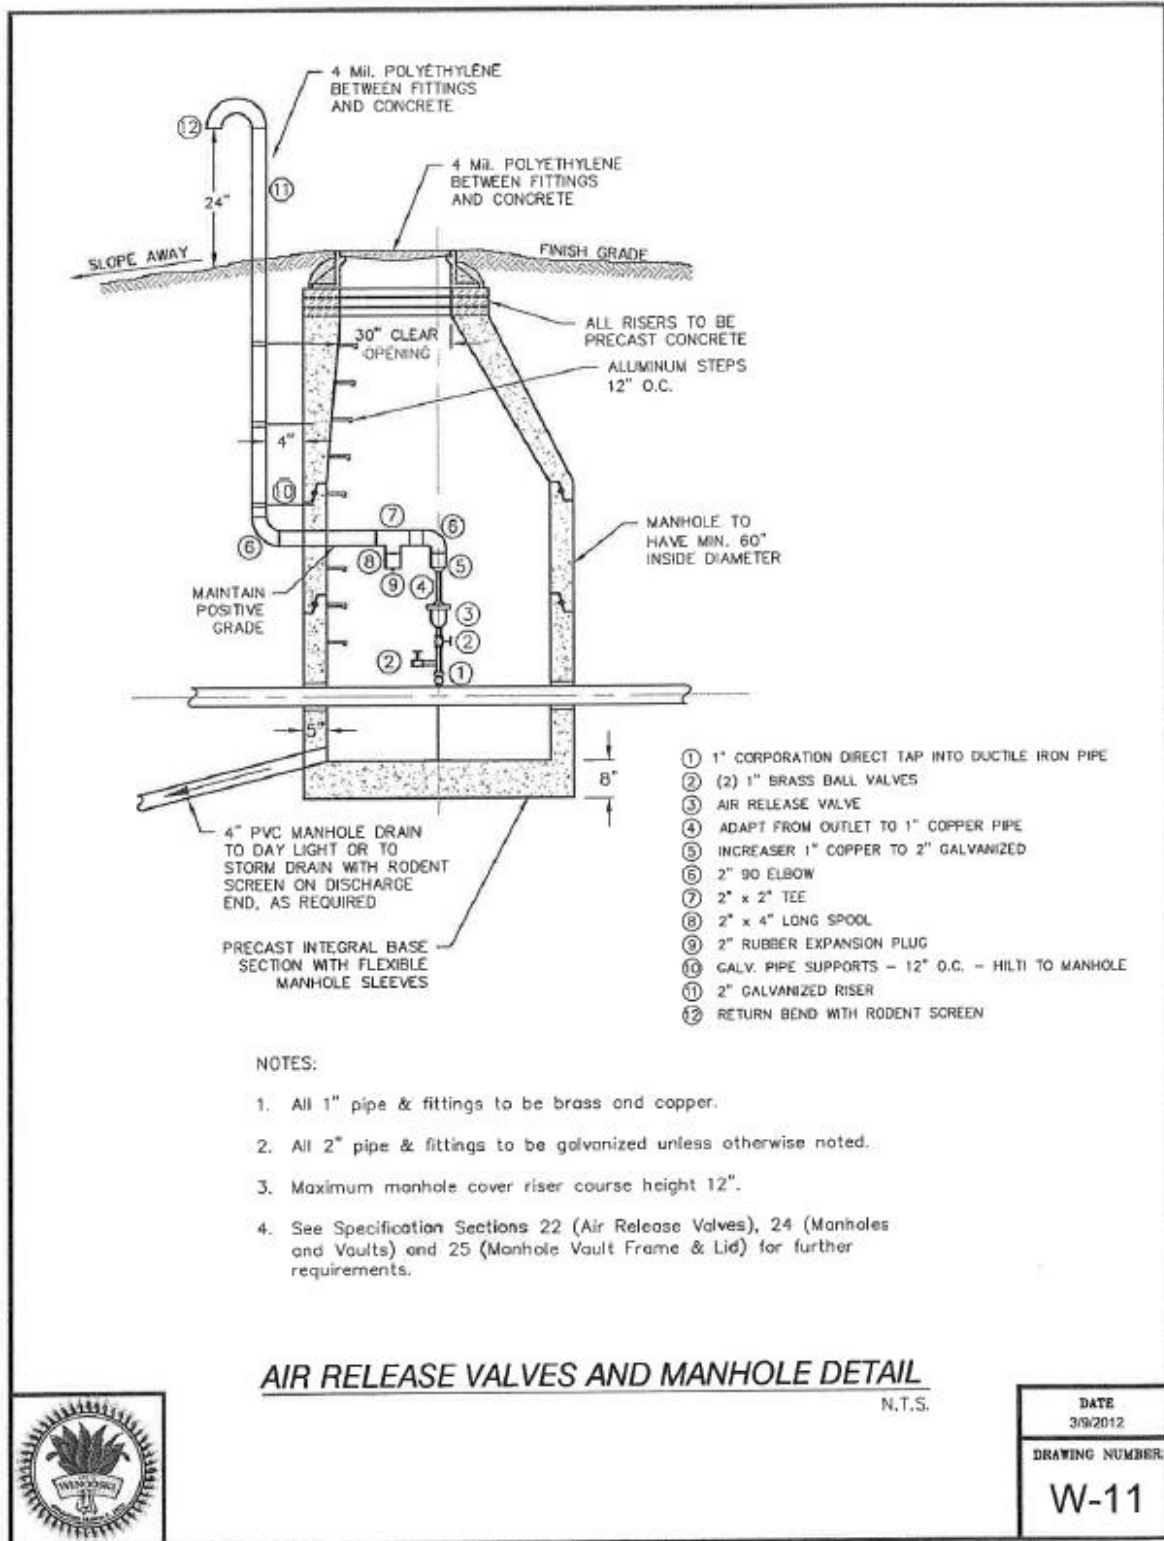 4 Mil. POLYETHYLENE
BETWEEN FITTINGS
AND CONCRETE
12
4 Mil. POLYETHYLENE
BETWEEN FITTINGS
AND CONCRETE
11
24"
SLOPE AWAY
FINISH GRADE
ALL RISERS TO BE
PRECAST CONCRETE
30" CLEAR
OPENING
ALUMINUM STEPS
12" O.C.
4"
10
7
6
MANHOLE TO
HAVE MIN. 60"
INSIDE DIAMETER
6
8
5
9
4
MAINTAIN
POSITIVE
GRADE
3
2
2
1
5"
8"
1 1" CORPORATION DIRECT TAP INTO DUCTILE IRON PIPE
2 (2) 1" BRASS BALL VALVES
3 AIR RELEASE VALVE
4 ADAPT FROM OUTLET TO 1" COPPER PIPE
5 INCREASER 1" COPPER TO 2" GALVANIZED
6 2" 90 ELBOW
7 2" x 2" TEE
8 2" x 4" LONG SPOOL
9 2" RUBBER EXPANSION PLUG
10 GALV. PIPE SUPPORTS - 12" O.C. - HILTI TO MANHOLE
11 2" GALVANIZED RISER
12 RETURN BEND WITH RODENT SCREEN
4" PVC MANHOLE DRAIN
TO DAY LIGHT OR TO
STORM DRAIN WITH RODENT
SCREEN ON DISCHARGE
END, AS REQUIRED
PRECAST INTEGRAL BASE
SECTION WITH FLEXIBLE
MANHOLE SLEEVES
NOTES:
1. All 1" pipe & fittings to be brass and copper.
2. All 2" pipe & fittings to be galvanized unless otherwise noted.
3. Maximum manhole cover riser course height 12".
4. See Specification Sections 22 (Air Release Valves), 24 (Manholes
and Vaults) and 25 (Manhole Vault Frame & Lid) for further
requirements.
AIR RELEASE VALVES AND MANHOLE DETAIL
N.T.S.
WINOOSKI
DATE
3/9/2012
DRAWING NUMBER
W-11